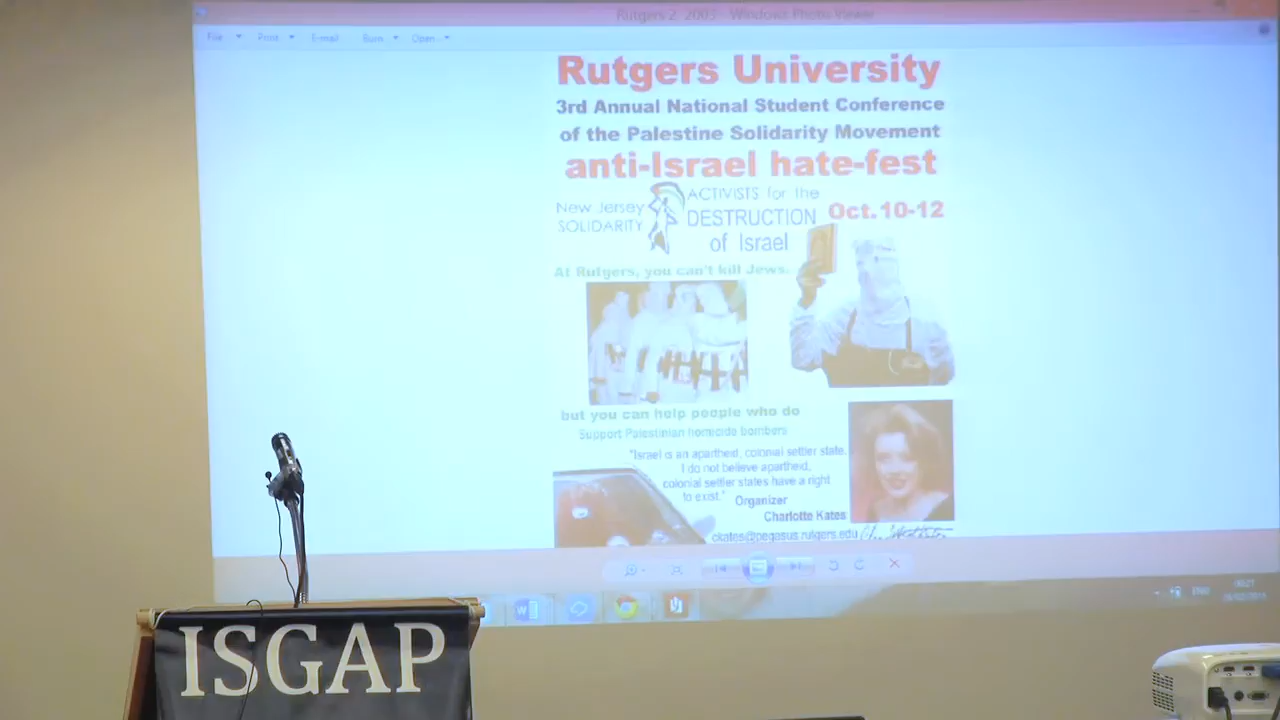 Rutgers 2 2003 - Windows Photo Viewer
File Print E-mail Burn Open
Rutgers University
3rd Annual National Student Conference
of the Palestine Solidarity Movement
anti-Israel hate-fest
New Jersey
SOLIDARITY
ACTIVISTS for the
DESTRUCTION
of Israel
Oct.10-12
At Rutgers, you can't kill Jews.
but you can help people who do
Support Palestinian homicide bombers
"Israel is an apartheid, colonial settler state.
I do not believe apartheid,
colonial settler states have a right
to exist."
Organizer
Charlotte Kates
ckates@pegasus.rutgers.edu
ENG
ISGAP